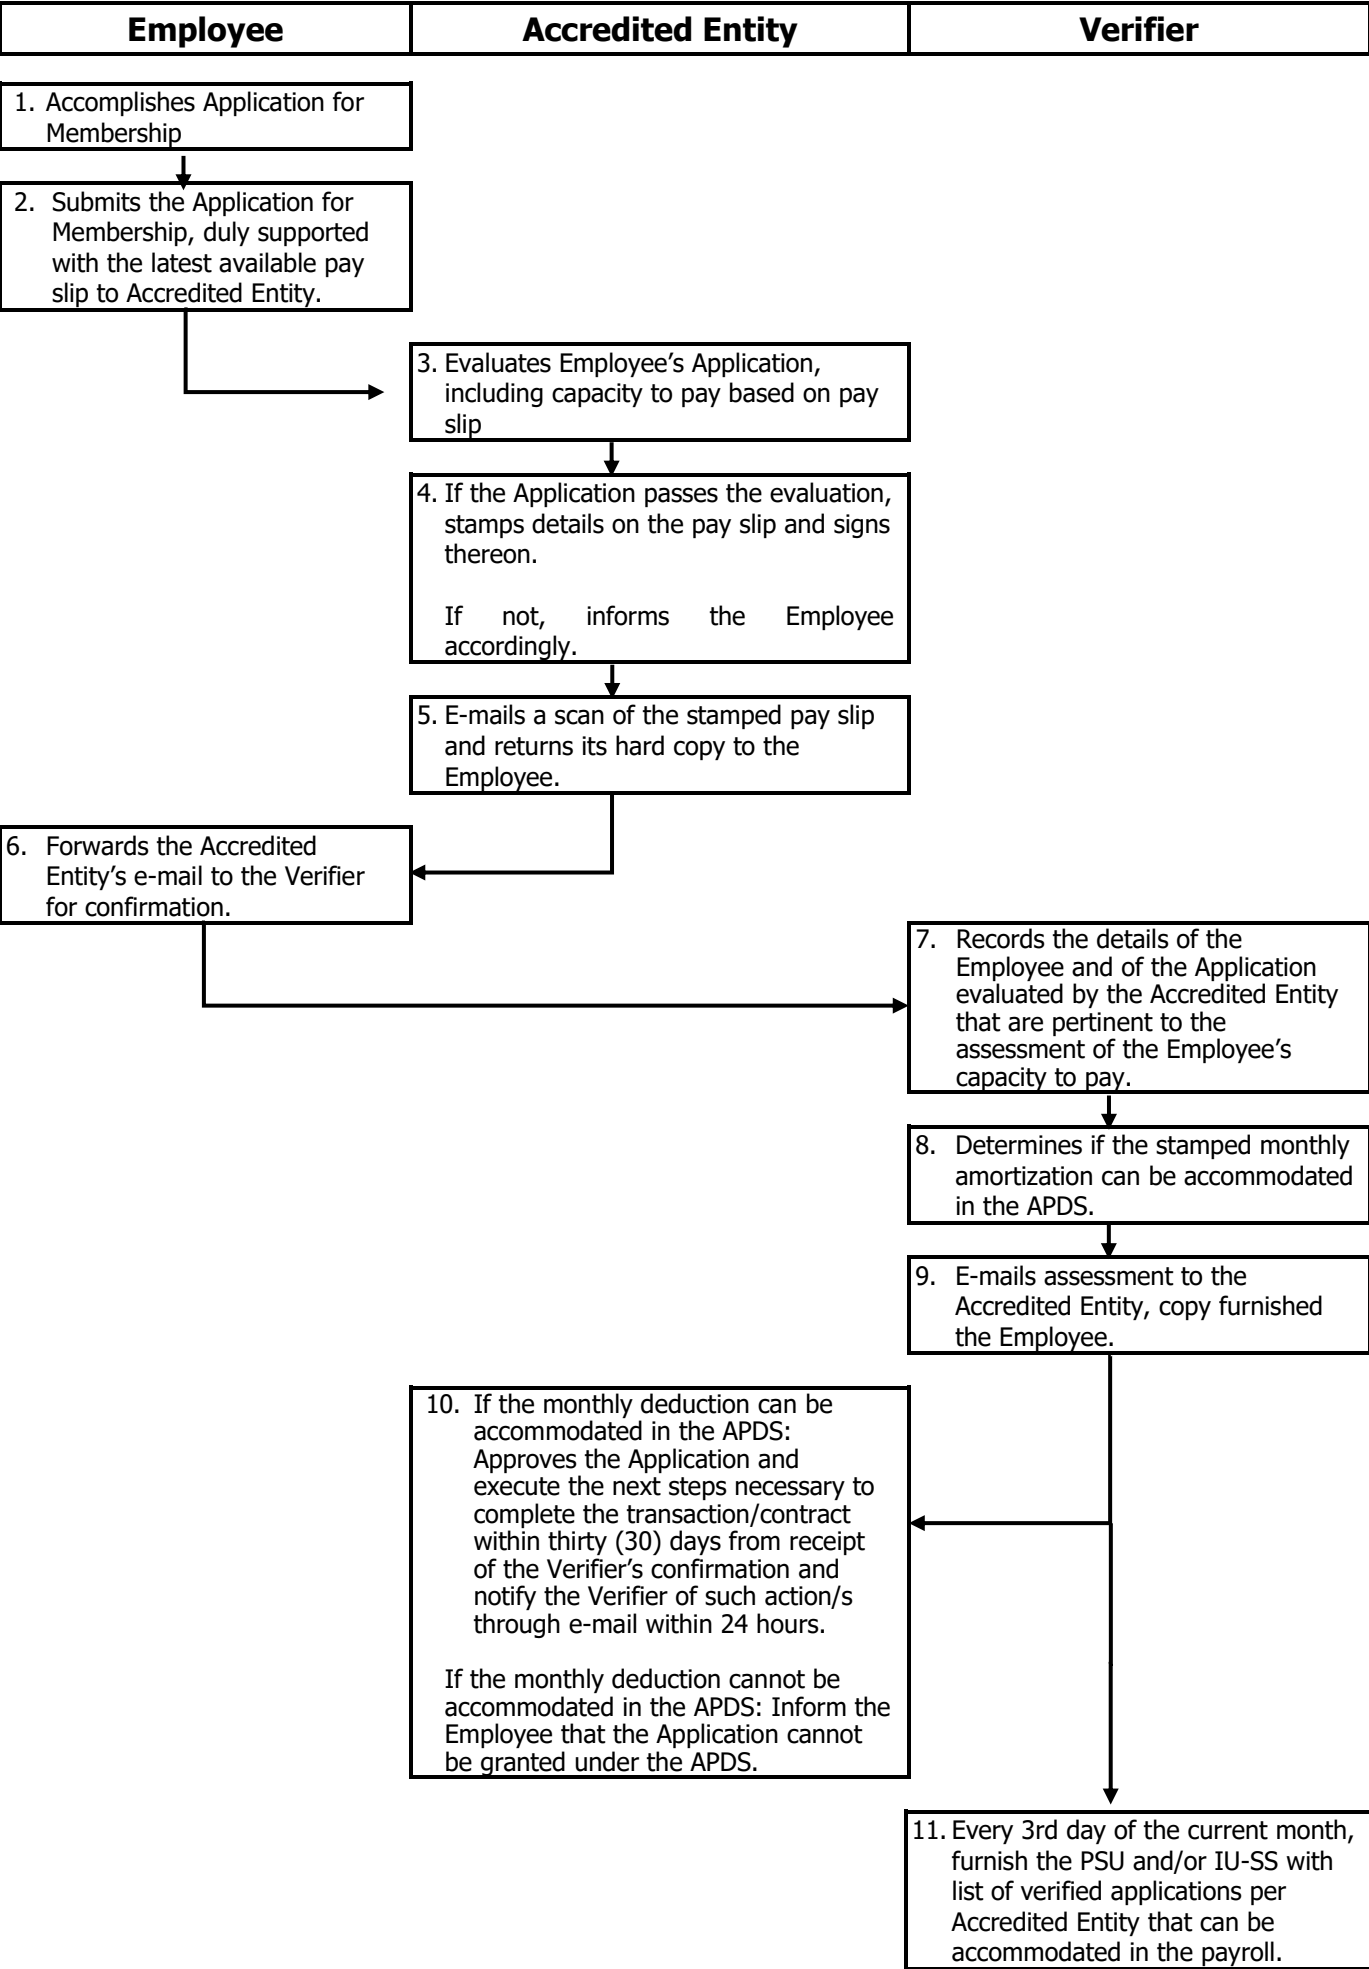 Employee
Accredited Entity
Verifier
1. Accomplishes Application for
Membership
2. Submits the Application for
Membership, duly supported
with the latest available pay
slip to Accredited Entity.
3. Evaluates Employee’s Application,
including capacity to pay based on pay
slip
4. If the Application passes the evaluation,
stamps details on the pay slip and signs
thereon.
If not, informs the Employee
accordingly.
5. E-mails a scan of the stamped pay slip
and returns its hard copy to the
Employee.
6. Forwards the Accredited
Entity’s e-mail to the Verifier
for confirmation.
7. Records the details of the
Employee and of the Application
evaluated by the Accredited Entity
that are pertinent to the
assessment of the Employee’s
capacity to pay.
8. Determines if the stamped monthly
amortization can be accommodated
in the APDS.
9. E-mails assessment to the
Accredited Entity, copy furnished
the Employee.
10. If the monthly deduction can be
accommodated in the APDS:
Approves the Application and
execute the next steps necessary to
complete the transaction/contract
within thirty (30) days from receipt
of the Verifier’s confirmation and
notify the Verifier of such action/s
through e-mail within 24 hours.
If the monthly deduction cannot be
accommodated in the APDS: Inform the
Employee that the Application cannot
be granted under the APDS.
11. Every 3rd day of the current month,
furnish the PSU and/or IU-SS with
list of verified applications per
Accredited Entity that can be
accommodated in the payroll.